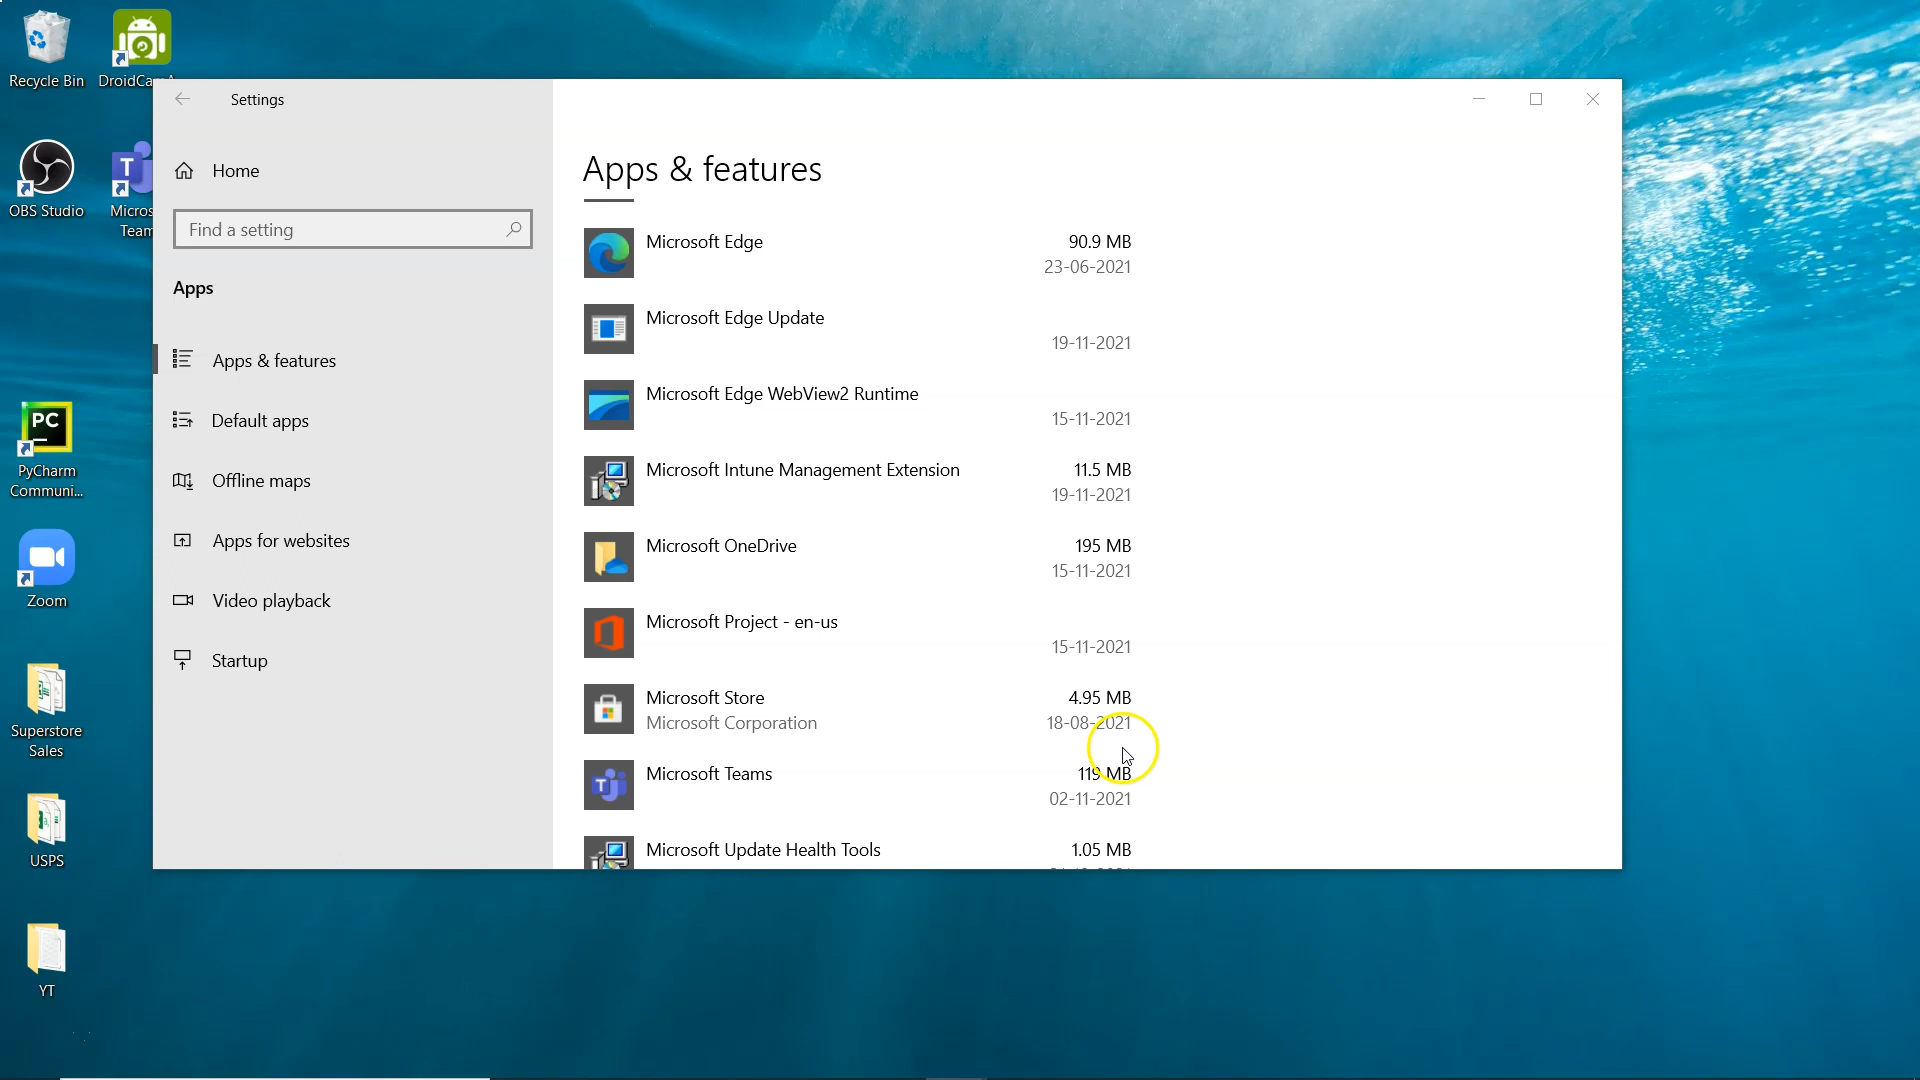 Recycle Bin
DroidCam
OBS Studio
Micros
Team
T
PC
PyCharm
Communi...
Zoom
Superstore
Sales
USPS
YT
Settings
Home
Find a setting
Apps
Apps & features
Default apps
Offline maps
Apps for websites
Video playback
Startup
Apps & features
Microsoft Edge
90.9 MB
23-06-2021
Microsoft Edge Update
19-11-2021
Microsoft Edge WebView2 Runtime
15-11-2021
Microsoft Intune Management Extension
11.5 MB
19-11-2021
Microsoft OneDrive
195 MB
15-11-2021
Microsoft Project - en-us
15-11-2021
Microsoft Store
4.95 MB
Microsoft Corporation
18-08-2021
T
Microsoft Teams
119 MB
02-11-2021
Microsoft Update Health Tools
1.05 MB